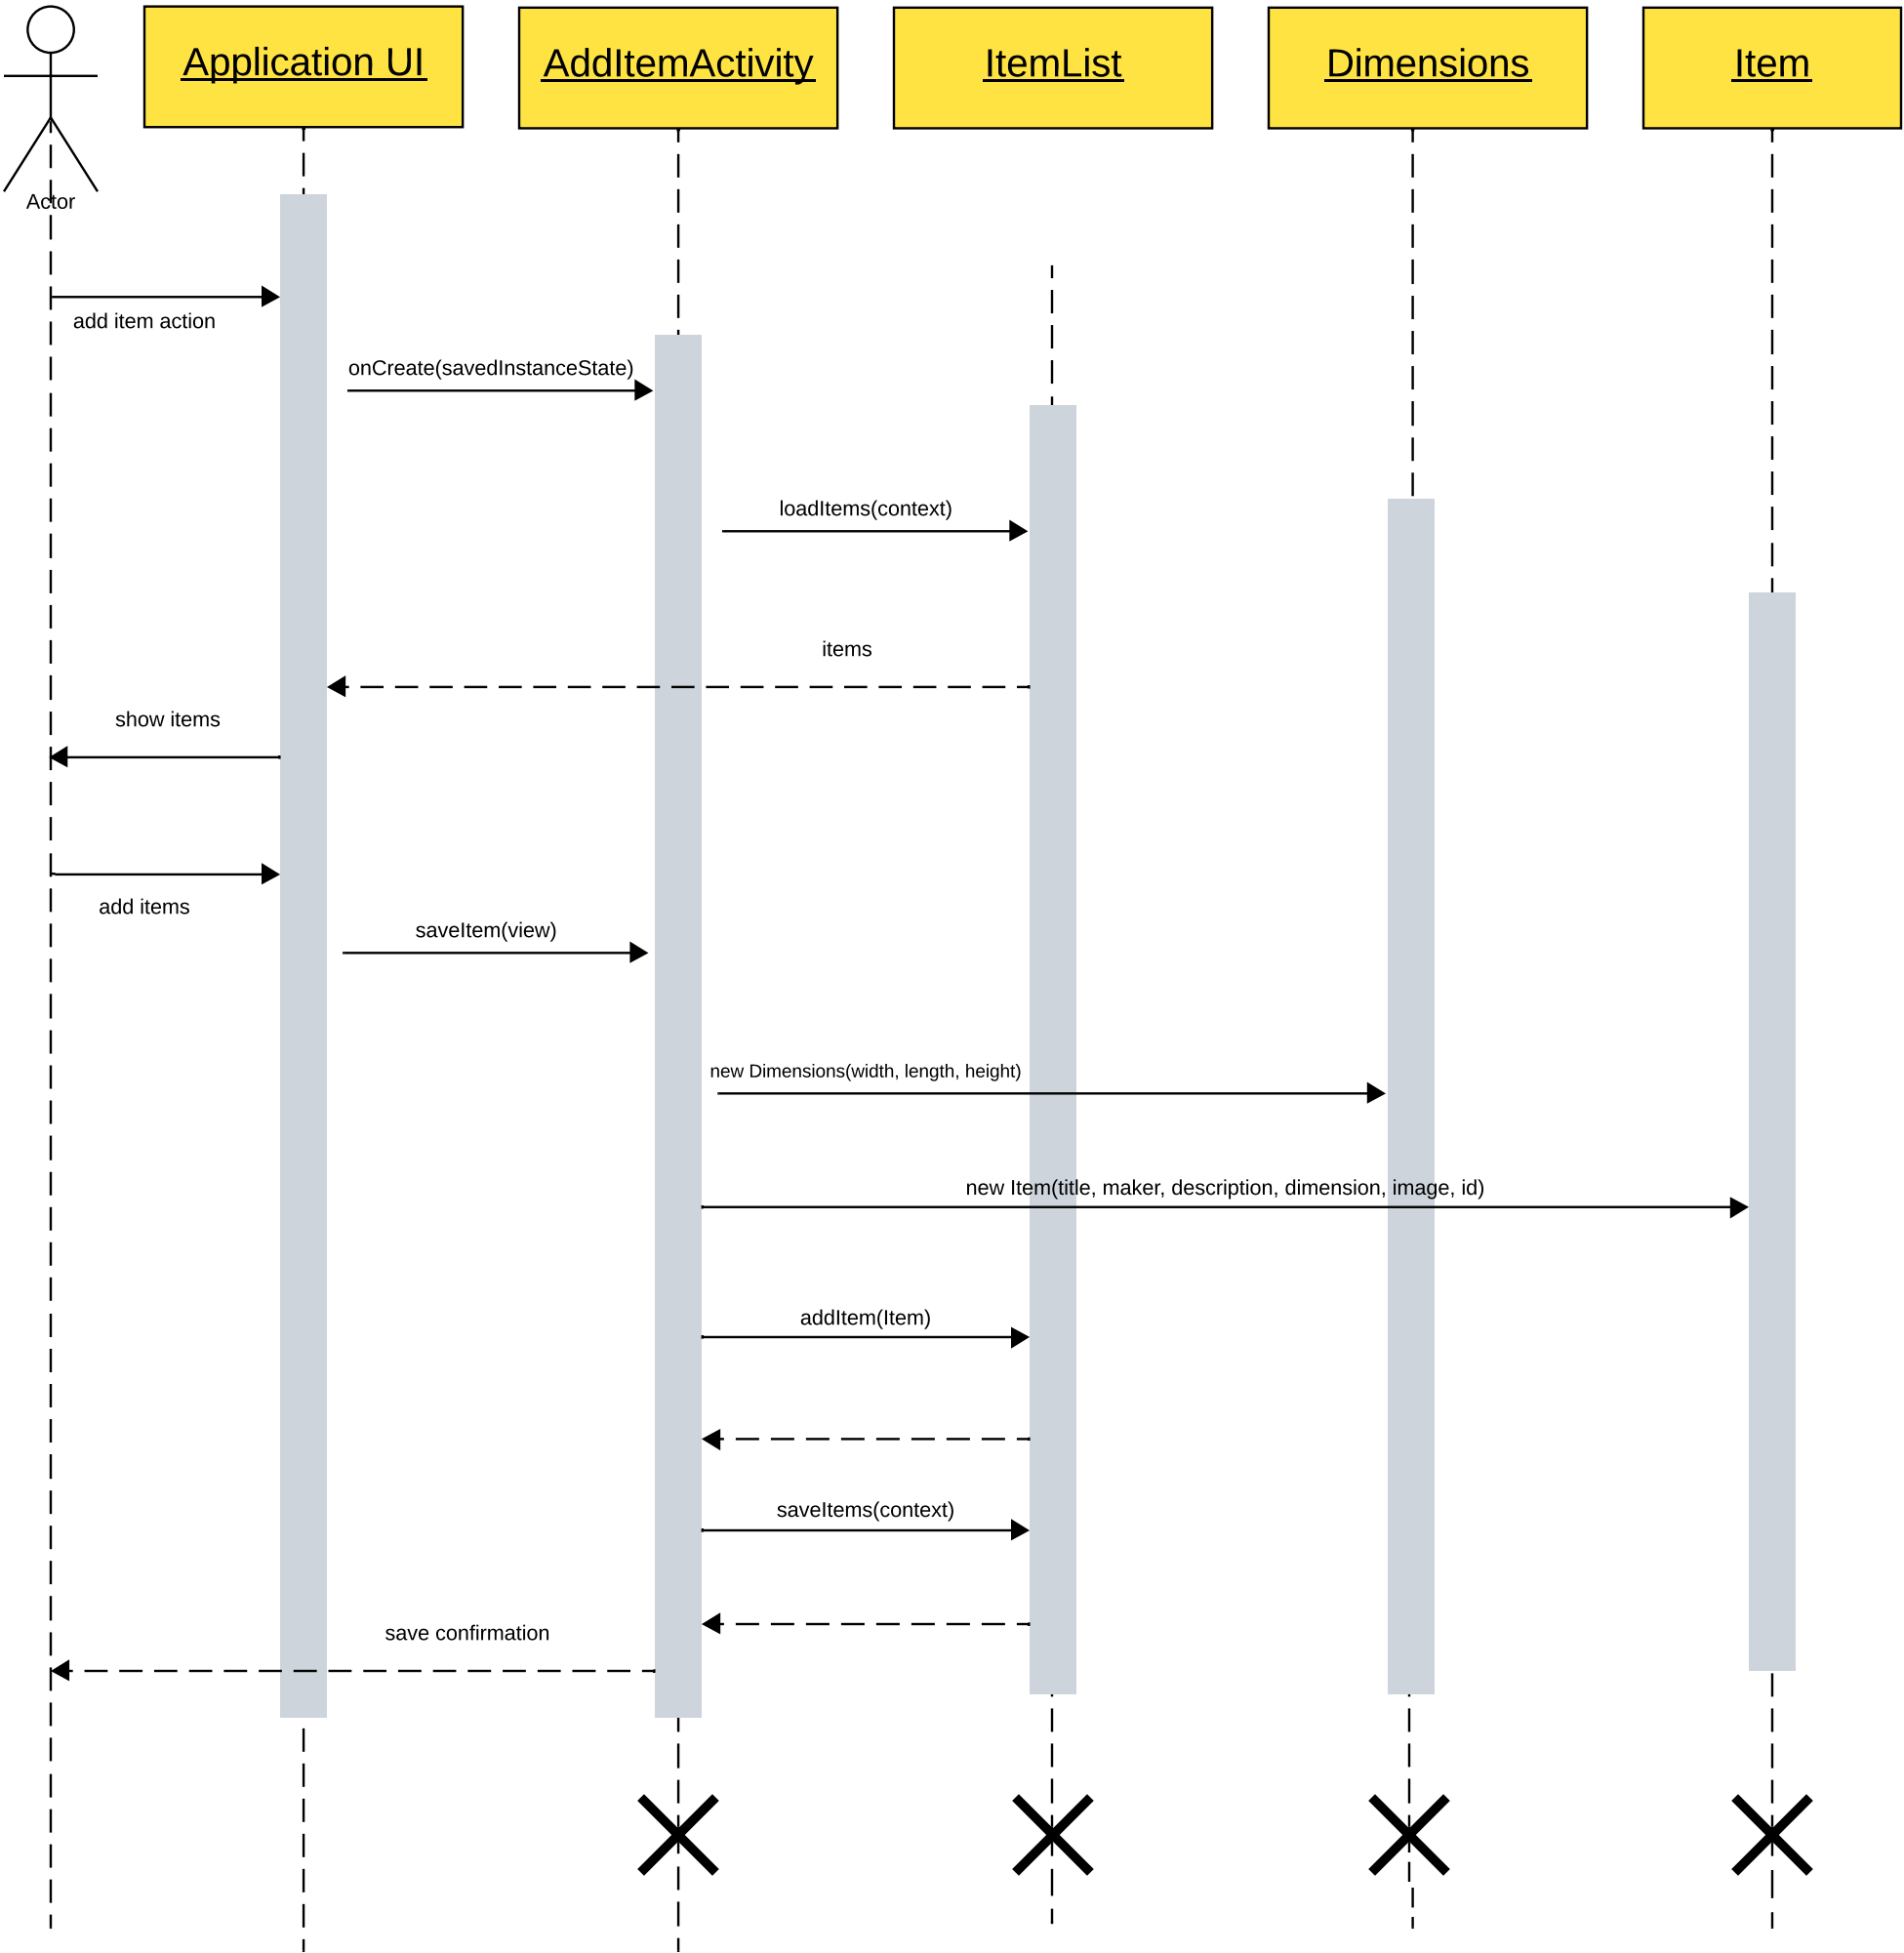 Application UI
AddItemActivity
ItemList
Dimensions
Item
Actor
add item action
onCreate(savedInstanceState)
loadItems(context)
items
show items
add items
saveItem(view)
new Dimensions(width, length, height)
new Item(title, maker, description, dimension, image, id)
addItem(Item)
saveItems(context)
save confirmation